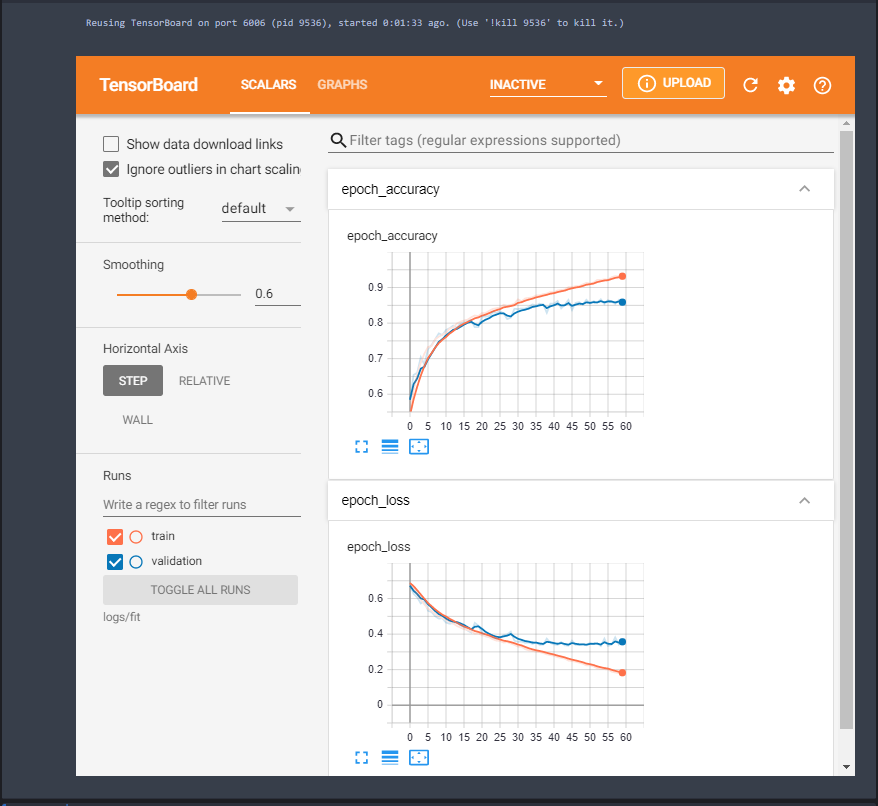 Reusing TensorBoard on port 6006 (pid 9536), started 0:01:33 ago. (Use '!kill 9536' to kill it.)
TensorBoard SCALARS GRAPHS INACTIVE UPLOAD
Show data download links
Ignore outliers in chart scalin
Tooltip sorting
method: default
Smoothing
0.6
Horizontal Axis
STEP RELATIVE
WALL
Runs
Write a regex to filter runs
train
validation
TOGGLE ALL RUNS
logs/fit
Filter tags (regular expressions supported)
epoch_accuracy
epoch_accuracy
0.9
0.8
0.7
0.6
0 5 10 15 20 25 30 35 40 45 50 55 60
epoch_loss
epoch_loss
0.6
0.4
0.2
0
0 5 10 15 20 25 30 35 40 45 50 55 60